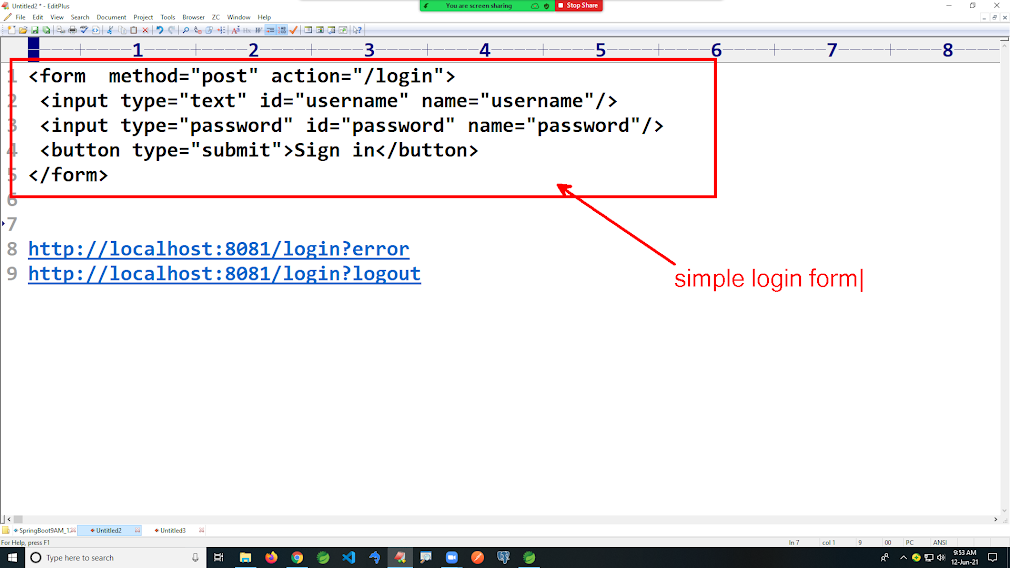 Untitled2 * - EditPlus
You are screen sharing
Stop Share
File Edit View Search Document Project Tools Browser ZC Window Help
1 2 3 4 5 6 7 8
1 <form  method="post" action="/login">
2 <input type="text" id="username" name="username"/>
3 <input type="password" id="password" name="password"/>
4 <button type="submit">Sign in</button>
5 </form>
6
7
8 http://localhost:8081/login?error
9 http://localhost:8081/login?logout
simple login form
Untitled2
Untitled3
For Help, press F1
ln 7 col 1 9 00 PC ANSI
Type here to search
9:53 AM
12-Jun-21